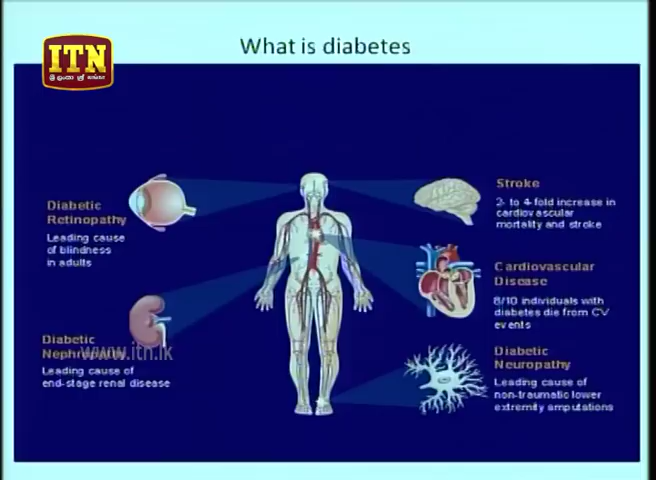 What is diabetes
ITN
ශ්‍රී ලංකා ஸ்ரீ லங்கா
Diabetic
Retinopathy
Leading cause
of blindness
in adults
Diabetic
Nephropathy
www.itn.lk
Leading cause of
end-stage renal disease
Stroke
2- to 4-fold increase in
cardiovascular
mortality and stroke
Cardiovascular
Disease
8/10 individuals with
diabetes die from CV
events
Diabetic
Neuropathy
Leading cause of
non-traumatic lower
extremity amputations